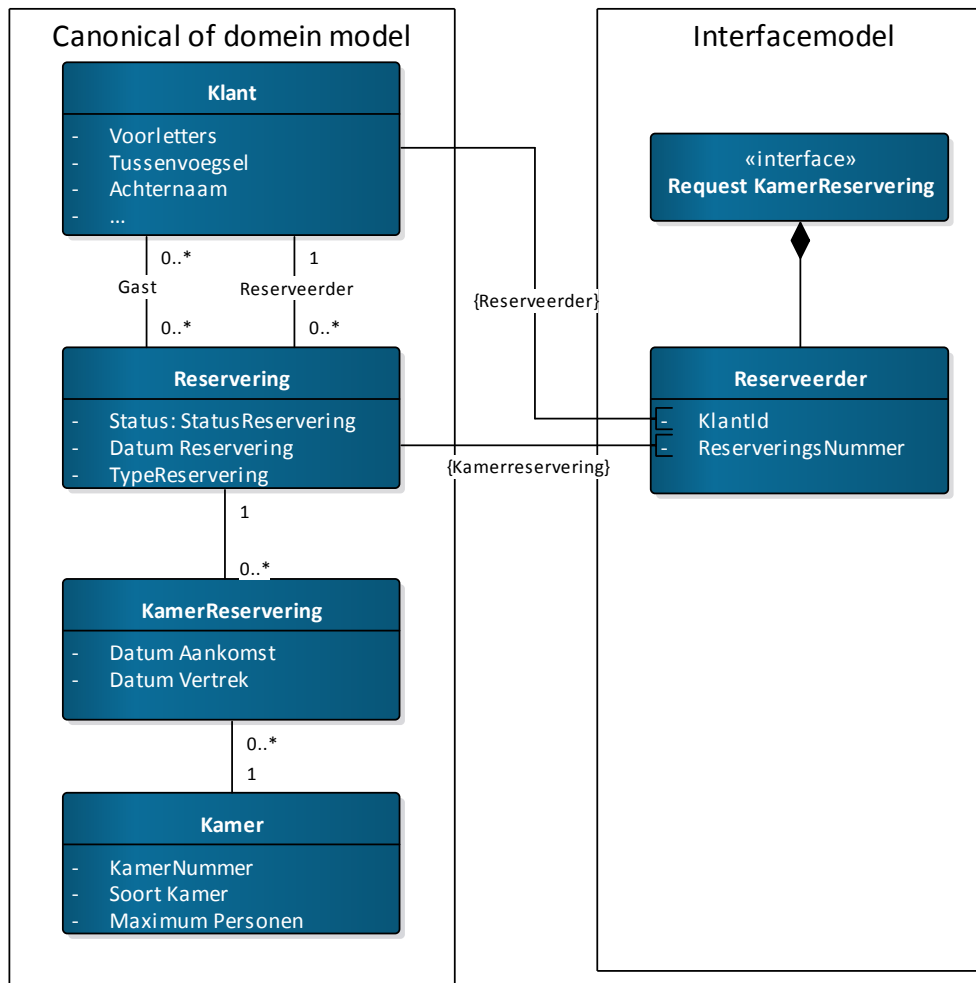 Canonical of domein model
Klant
- Voorletters
- Tussenvoegsel
- Achternaam
- ...
0..* 1
Gast Reserveerder
0..* 0..*
Reservering
- Status: StatusReservering
- Datum Reservering
- TypeReservering
1
0..*
KamerReservering
- Datum Aankomst
- Datum Vertrek
0..*
1
Kamer
- KamerNummer
- Soort Kamer
- Maximum Personen
{Reserveerder}
{Kamerreservering}
Interfacemodel
«interface»
Request KamerReservering
Reserveerder
- KlantId
- ReserveringsNummer